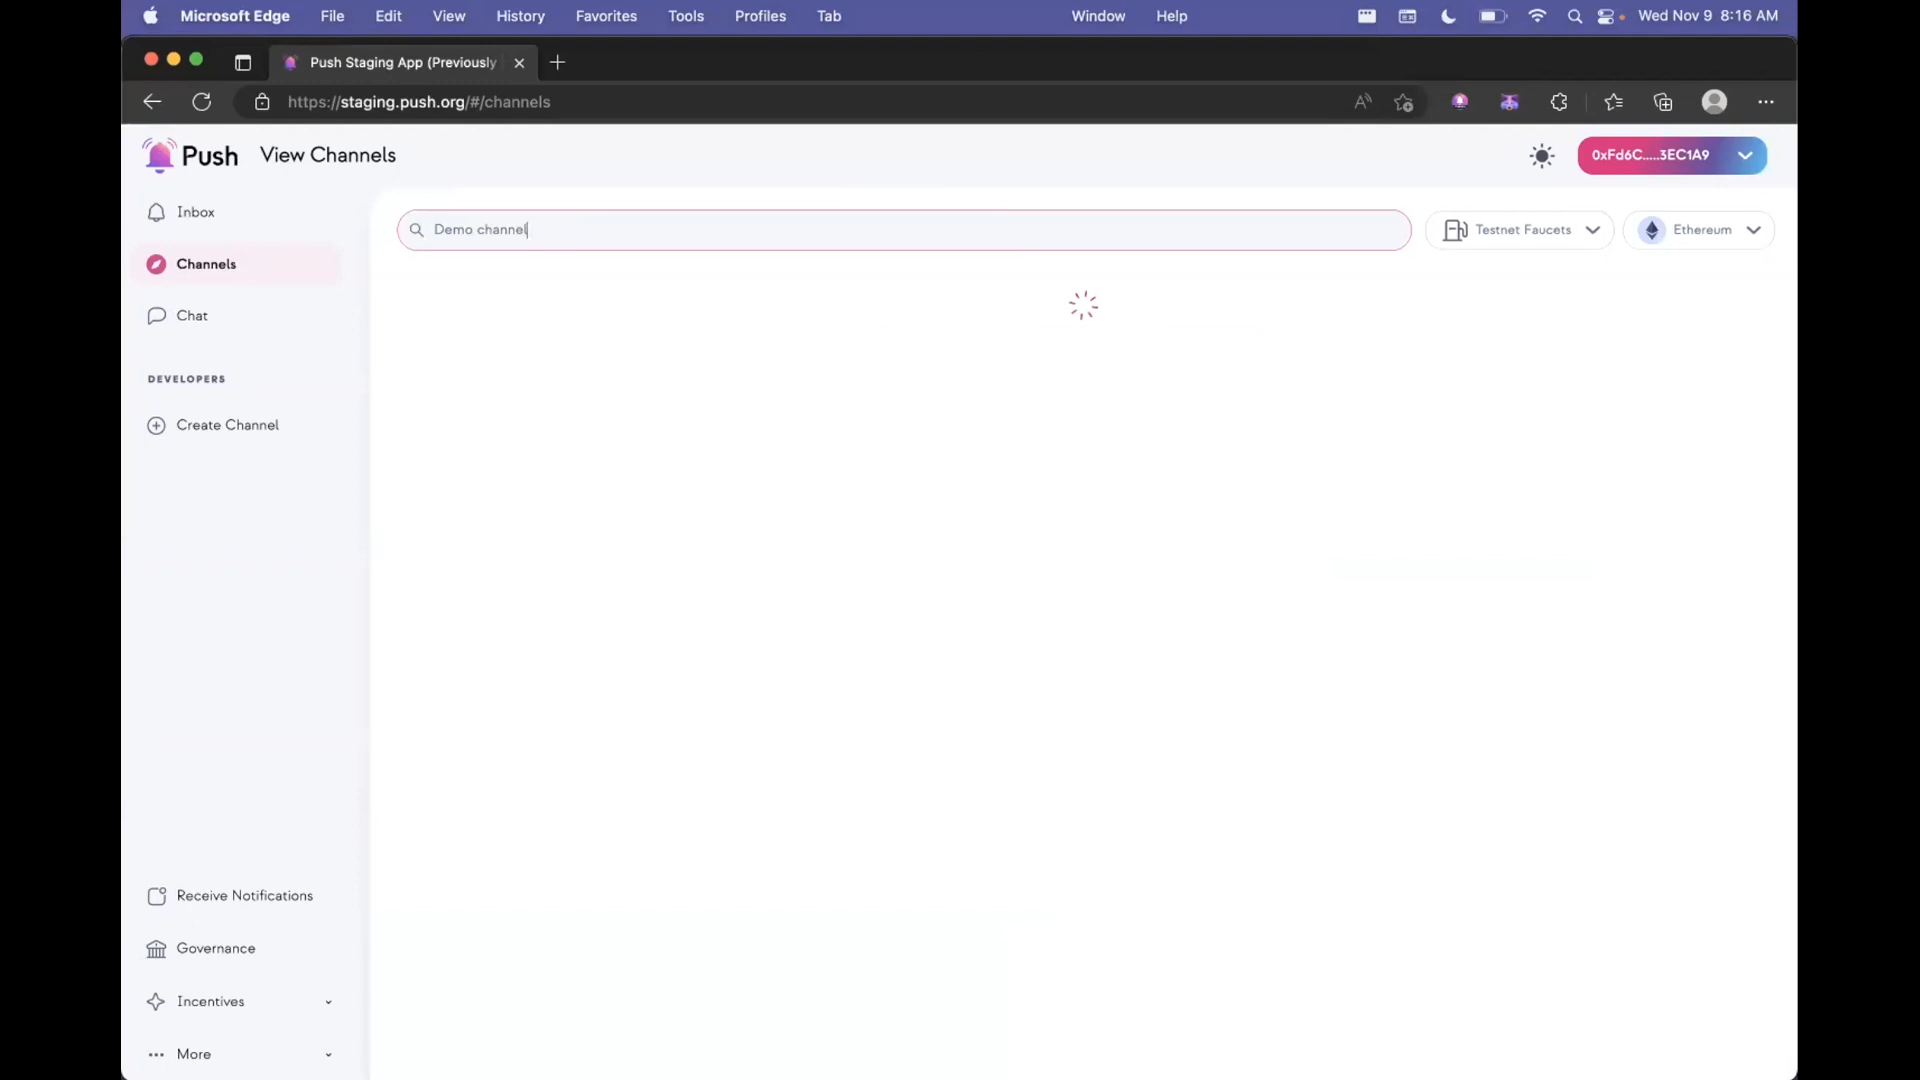 Microsoft Edge File Edit View History Favorites Tools Profiles Tab Window Help Wed Nov 9 8:16 AM
Push Staging App (Previously
https://staging.push.org/#/channels
Push View Channels
0xFd6C.....3EC1A9
Inbox
Demo channel
Testnet Faucets
Ethereum
Channels
Chat
DEVELOPERS
Create Channel
Receive Notifications
Governance
Incentives
More